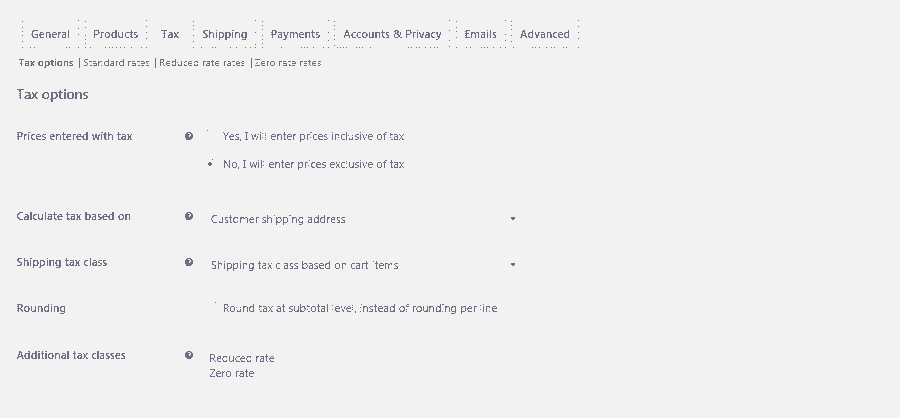 General Products Tax Shipping Payments Accounts & Privacy Emails Advanced
Tax options | Standard rates | Reduced rate rates | Zero rate rates
Tax options
Prices entered with tax Yes, I will enter prices inclusive of tax
No, I will enter prices exclusive of tax
Calculate tax based on Customer shipping address
Shipping tax class Shipping tax class based on cart items
Rounding Round tax at subtotal level, instead of rounding per line
Additional tax classes Reduced rate
Zero rate